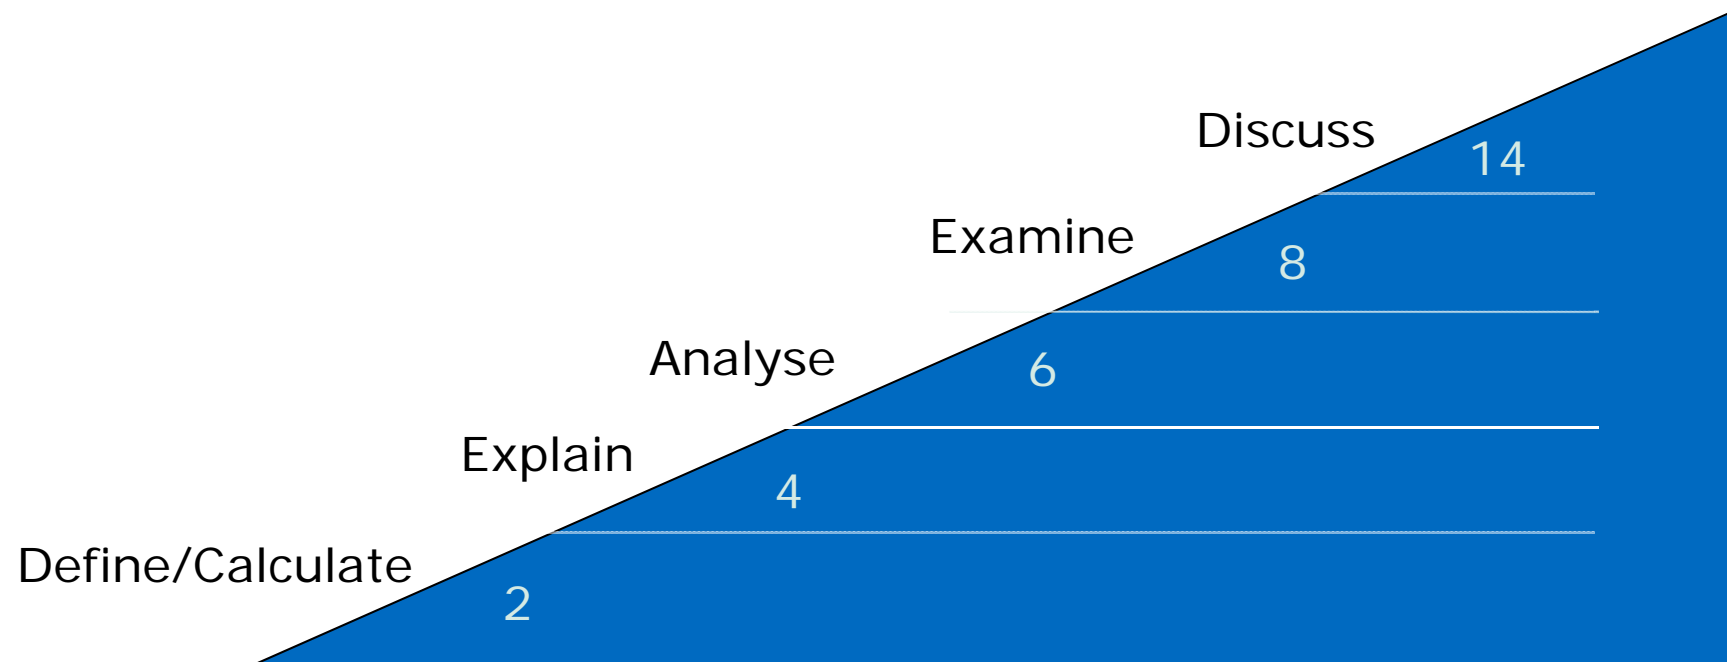 Discuss
14
Examine
8
Analyse
6
Explain
4
Define/Calculate
2